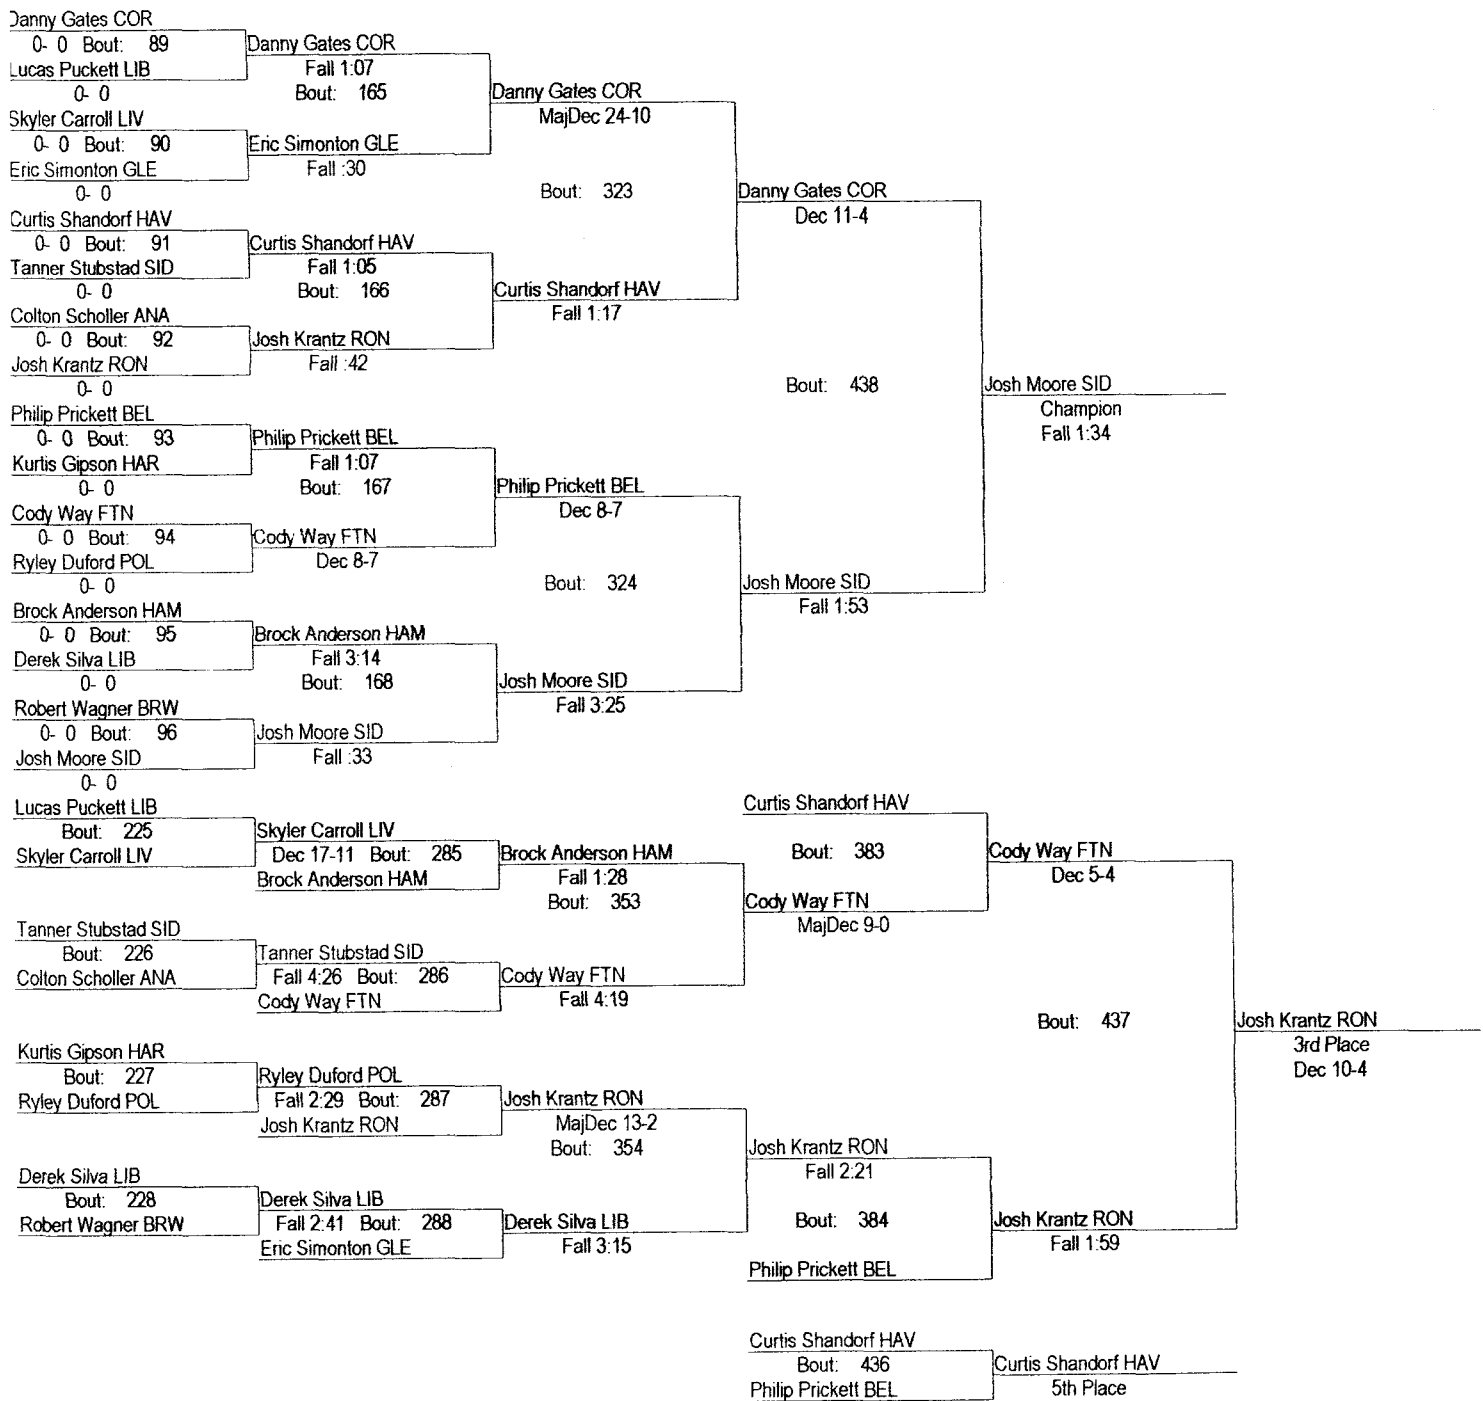 Danny Gates COR
0- 0 Bout: 89
Lucas Puckett LIB
0- 0
Skyler Carroll LIV
0- 0 Bout: 90
Eric Simonton GLE
0- 0
Curtis Shandorf HAV
0- 0 Bout: 91
Tanner Stubstad SID
0- 0
Colton Scholler ANA
0- 0 Bout: 92
Josh Krantz RON
0- 0
Philip Prickett BEL
0- 0 Bout: 93
Kurtis Gipson HAR
0- 0
Cody Way FTN
0- 0 Bout: 94
Ryley Duford POL
0- 0
Brock Anderson HAM
0- 0 Bout: 95
Derek Silva LIB
0- 0
Robert Wagner BRW
0- 0 Bout: 96
Josh Moore SID
0- 0
Danny Gates COR
Fall 1:07
Bout: 165
Eric Simonton GLE
Fall :30
Curtis Shandorf HAV
Fall 1:05
Bout: 166
Josh Krantz RON
Fall :42
Philip Prickett BEL
Fall 1:07
Bout: 167
Cody Way FTN
Dec 8-7
Brock Anderson HAM
Fall 3:14
Bout: 168
Josh Moore SID
Fall :33
Danny Gates COR
MajDec 24-10
Bout: 323
Curtis Shandorf HAV
Fall 1:17
Philip Prickett BEL
Dec 8-7
Bout: 324
Josh Moore SID
Fall 3:25
Danny Gates COR
Dec 11-4
Bout: 438
Josh Moore SID
Fall 1:53
Josh Moore SID
Champion
Fall 1:34
Lucas Puckett LIB
Bout: 225
Skyler Carroll LIV
Tanner Stubstad SID
Bout: 226
Colton Scholler ANA
Kurtis Gipson HAR
Bout: 227
Ryley Duford POL
Derek Silva LIB
Bout: 228
Robert Wagner BRW
Skyler Carroll LIV
Dec 17-11 Bout: 285
Brock Anderson HAM
Tanner Stubstad SID
Fall 4:26 Bout: 286
Cody Way FTN
Ryley Duford POL
Fall 2:29 Bout: 287
Josh Krantz RON
Derek Silva LIB
Fall 2:41 Bout: 288
Eric Simonton GLE
Brock Anderson HAM
Fall 1:28
Bout: 353
Cody Way FTN
Fall 4:19
Josh Krantz RON
MajDec 13-2
Bout: 354
Derek Silva LIB
Fall 3:15
Curtis Shandorf HAV
Bout: 383
Cody Way FTN
MajDec 9-0
Josh Krantz RON
Fall 2:21
Bout: 384
Philip Prickett BEL
Cody Way FTN
Dec 5-4
Bout: 437
Josh Krantz RON
Fall 1:59
Josh Krantz RON
3rd Place
Dec 10-4
Curtis Shandorf HAV
Bout: 436
Philip Prickett BEL
Curtis Shandorf HAV
5th Place